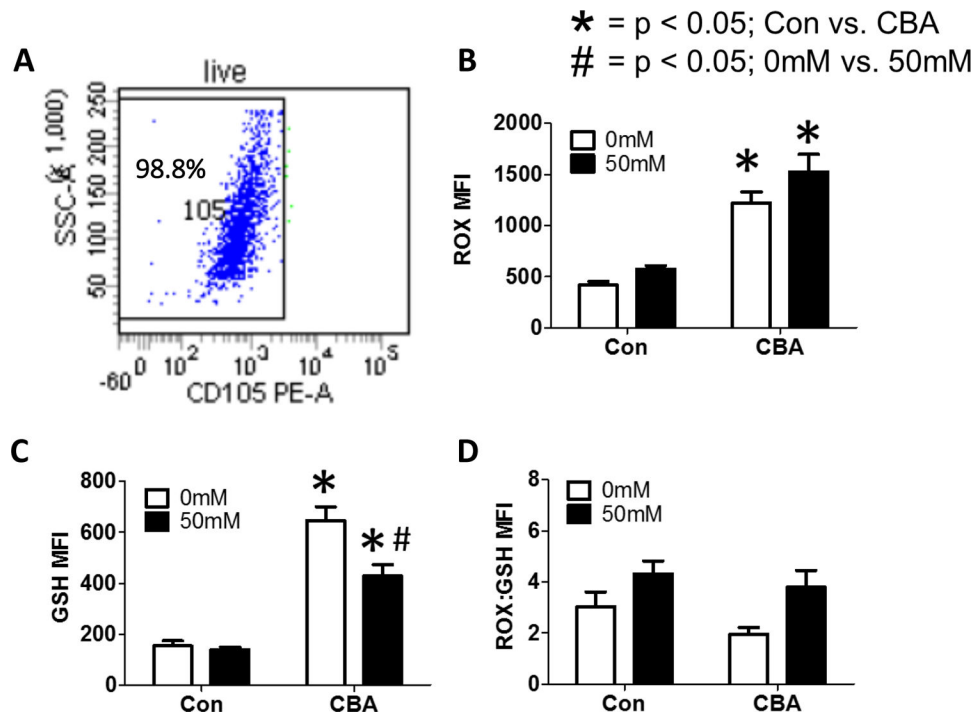 * = p < 0.05; Con vs. CBA
# = p < 0.05; 0mM vs. 50mM
A
live
SSC-A
(x 1,000)
250
200
150
100
50
98.8%
105
-60 0 10² 10³ 10⁴ 10⁵
CD105 PE-A
B
ROX MFI
2000
1500
1000
500
0
0mM
50mM
* *
Con CBA
C
GSH MFI
800
600
400
200
0
0mM
50mM
*
* #
Con CBA
D
ROX:GSH MFI
8
6
4
2
0
0mM
50mM
Con CBA